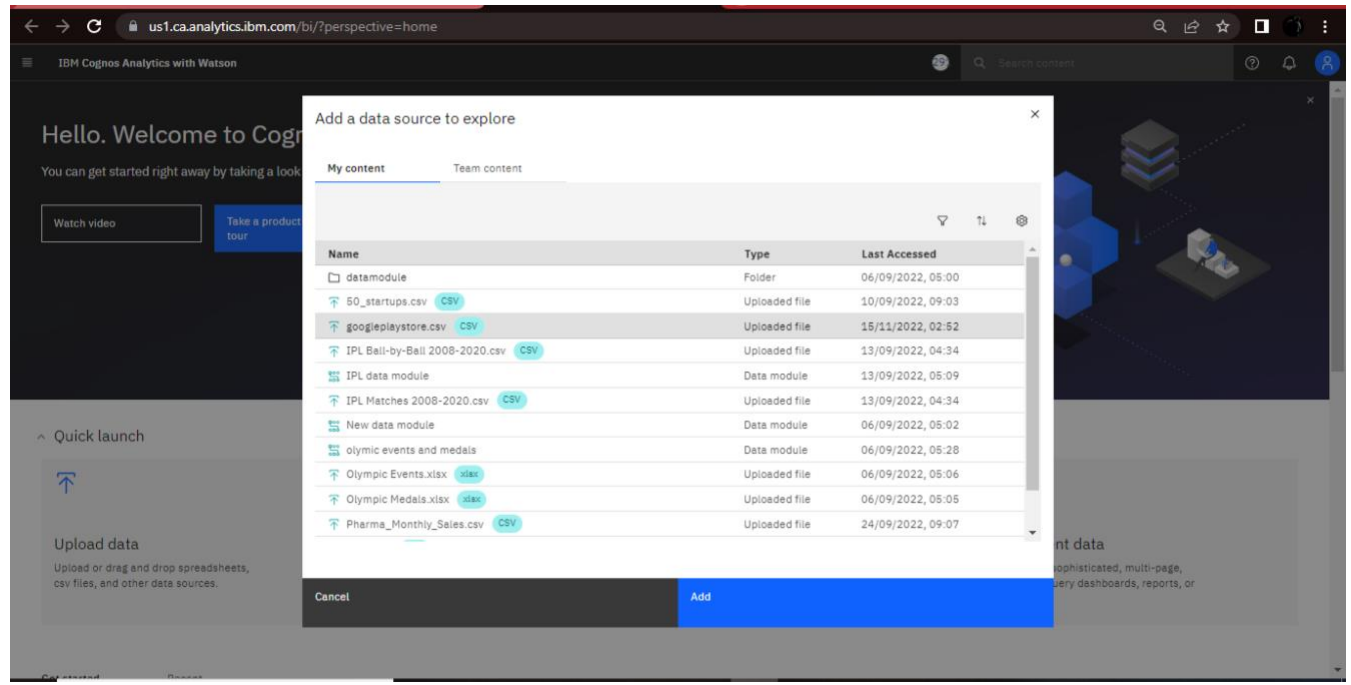 us1.ca.analytics.ibm.com/bi/?perspective=home
IBM Cognos Analytics with Watson
Search content
Hello. Welcome to Cogn
You can get started right away by taking a look
Watch video
Take a product
tour
Add a data source to explore
My content Team content
Name Type Last Accessed
datamodule Folder 06/09/2022, 05:00
50_startups.csv CSV Uploaded file 10/09/2022, 09:03
googleplaystore.csv CSV Uploaded file 15/11/2022, 02:52
IPL Ball-by-Ball 2008-2020.csv CSV Uploaded file 13/09/2022, 04:34
IPL data module Data module 13/09/2022, 05:09
IPL Matches 2008-2020.csv CSV Uploaded file 13/09/2022, 04:34
New data module Data module 06/09/2022, 05:02
olymic events and medals Data module 06/09/2022, 05:28
Olympic Events.xlsx xlsx Uploaded file 06/09/2022, 05:06
Olympic Medals.xlsx xlsx Uploaded file 06/09/2022, 05:05
Pharma_Monthly_Sales.csv CSV Uploaded file 24/09/2022, 09:07
Cancel Add
Quick launch
Upload data
Upload or drag and drop spreadsheets,
csv files, and other data sources.
nt data
sophisticated, multi-page,
uery dashboards, reports, or